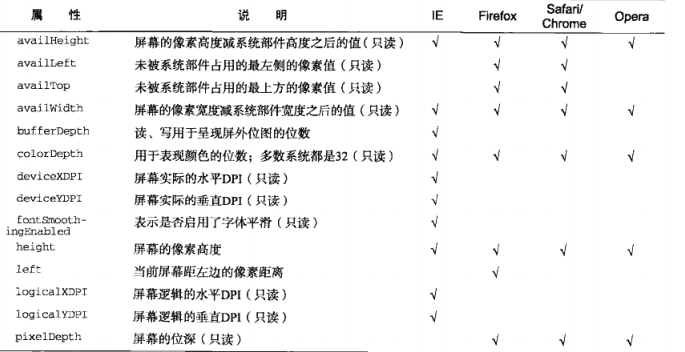 属 性 说 明 IE Firefox Safari/Chrome Opera
availHeight 屏幕的像素高度减系统部件高度之后的值(只读) √ √ √ √
availLeft 未被系统部件占用的最左侧的像素值(只读) √ √
availTop 未被系统部件占用的最上方的像素值(只读) √ √
availWidth 屏幕的像素宽度减系统部件宽度之后的值(只读) √ √ √ √
bufferDepth 读、写用于呈现屏外位图的位数 √
colorDepth 用于表现颜色的位数;多数系统都是32(只读) √ √ √ √
deviceXDPI 屏幕实际的水平DPI(只读) √
deviceYDPI 屏幕实际的垂直DPI(只读) √
fontSmooth-
ingEnabled 表示是否启用了字体平滑(只读) √
height 屏幕的像素高度 √ √ √ √
left 当前屏幕距左边的像素距离 √
logicalXDPI 屏幕逻辑的水平DPI(只读) √
logicalYDPI 屏幕逻辑的垂直DPI(只读) √
pixelDepth 屏幕的位深(只读) √ √ √